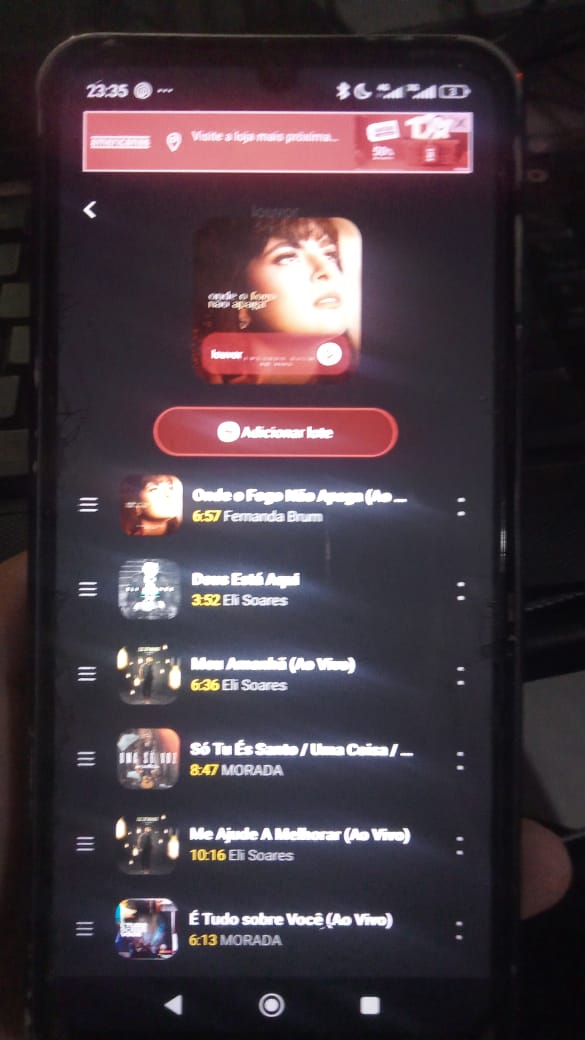 23:35
americanas
Visite a loja mais próxima...
louvor
onde o fogo
não apaga
louvor
Adicionar lote
Onde o Fogo Não Apaga (Ao ...
6:57 Fernanda Brum
Deus Está Aqui
3:52 Eli Soares
Meu Amanhã (Ao Vivo)
6:36 Eli Soares
Só Tu És Santo / Uma Coisa / ...
8:47 MORADA
Me Ajude A Melhorar (Ao Vivo)
10:16 Eli Soares
É Tudo sobre Você (Ao Vivo)
6:13 MORADA